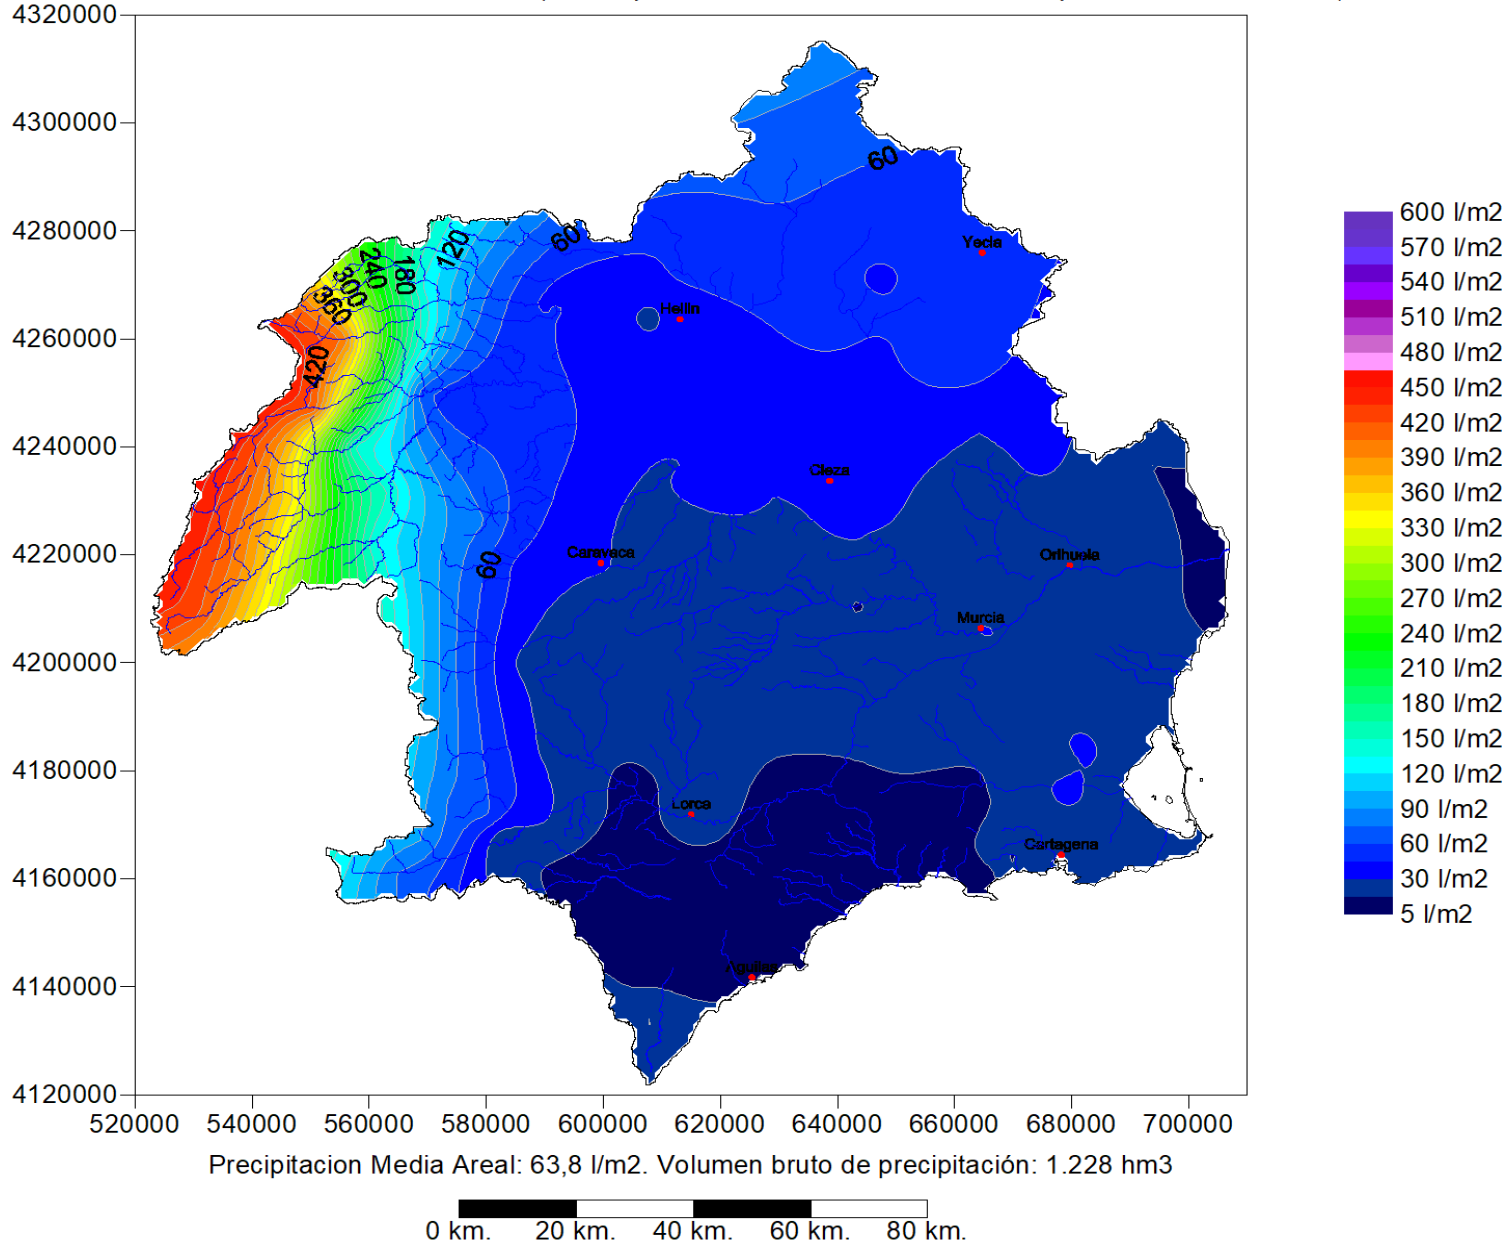 4320000
4300000
4280000
4260000
4240000
4220000
4200000
4180000
4160000
4140000
4120000
520000 540000 560000 580000 600000 620000 640000 660000 680000 700000
60
60
120
180
240
300
360
420
60
Yecla
Hellin
Cieza
Caravaca
Orihuela
Murcia
Lorca
Cartagena
Aguilas
600 l/m2
570 l/m2
540 l/m2
510 l/m2
480 l/m2
450 l/m2
420 l/m2
390 l/m2
360 l/m2
330 l/m2
300 l/m2
270 l/m2
240 l/m2
210 l/m2
180 l/m2
150 l/m2
120 l/m2
90 l/m2
60 l/m2
30 l/m2
5 l/m2
Precipitacion Media Areal: 63,8 l/m2. Volumen bruto de precipitación: 1.228 hm3
0 km. 20 km. 40 km. 60 km. 80 km.